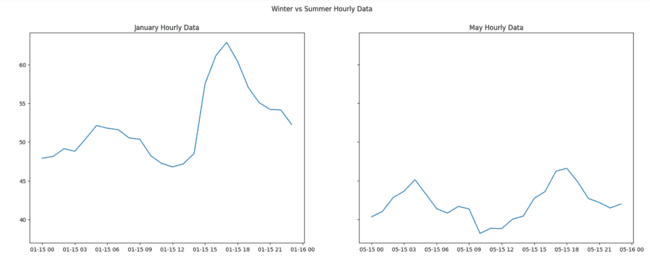 Winter vs Summer Hourly Data
January Hourly Data
May Hourly Data
60
55
50
45
40
01-15 00 01-15 03 01-15 06 01-15 09 01-15 12 01-15 15 01-15 18 01-15 21 01-16 00
05-15 00 05-15 03 05-15 06 05-15 09 05-15 12 05-15 15 05-15 18 05-15 21 05-16 00